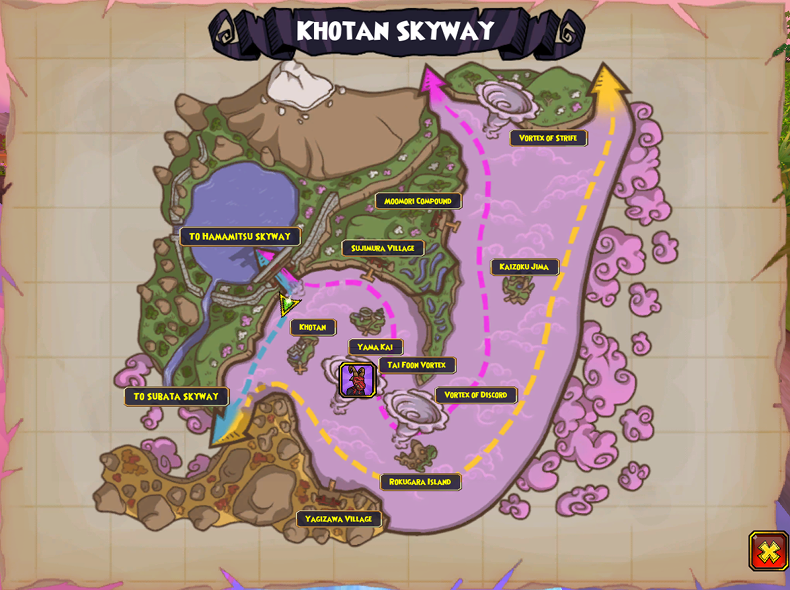 KHOTAN SKYWAY
VORTEX OF STRIFE
MOOMORI COMPOUND
TO HAMAMITSU SKYWAY
SUJIMURA VILLAGE
KAIZOKU JIMA
KHOTAN
YAMA KAI
TAI FOON VORTEX
TO SUBATA SKYWAY
VORTEX OF DISCORD
ROKUGARA ISLAND
YAGIZAWA VILLAGE